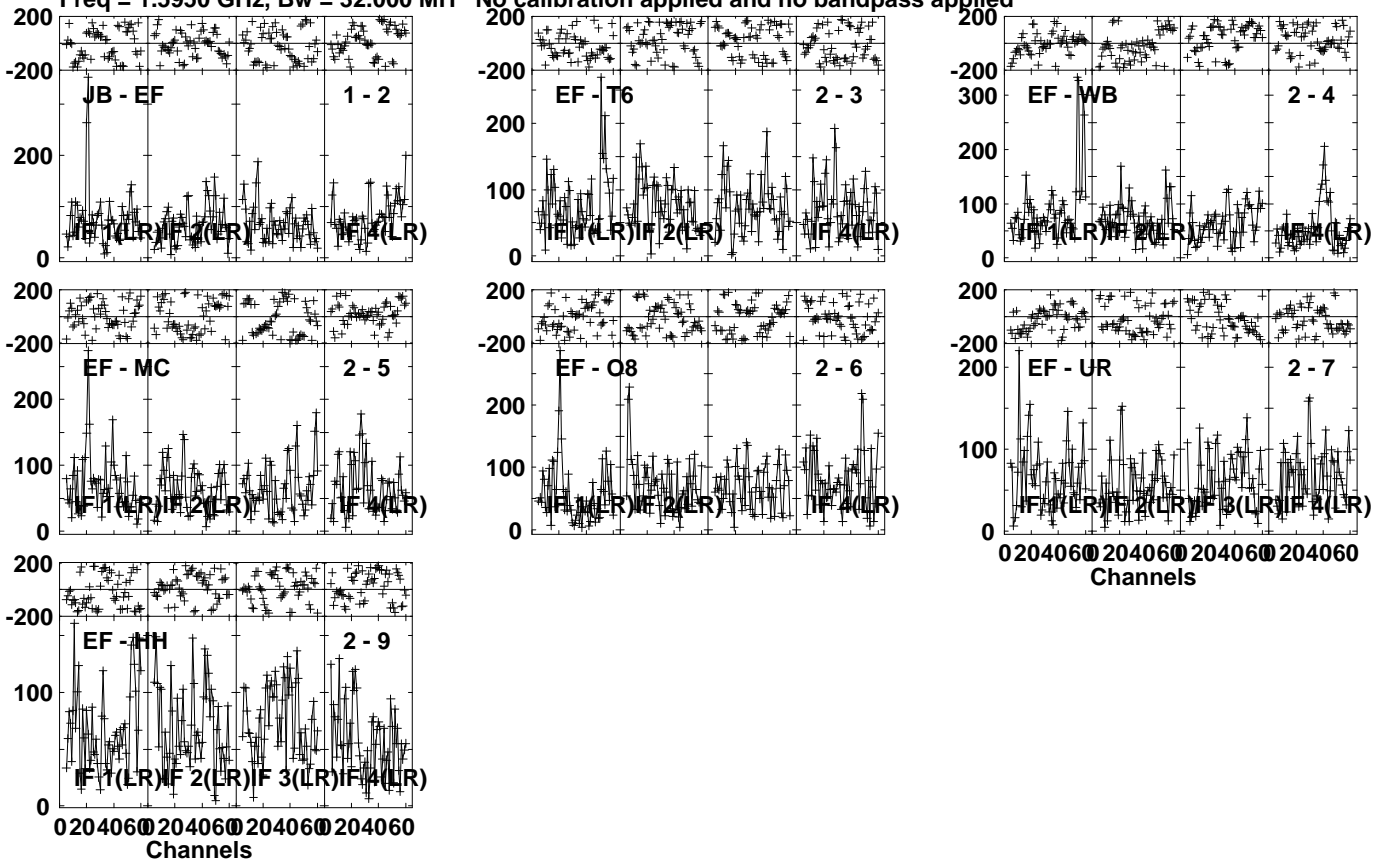 Freq = 1.5950 GHz, Bw = 32.000 MH No calibration applied and no bandpass applied
200
-200
JB - EF 1 - 2
200
0
IF 1(LR) IF 2(LR) IF 4(LR)
-200
EF - T6 2 - 3
200
100
0
IF 1(LR) IF 2(LR) IF 4(LR)
200
-200
EF - WB 2 - 4
300
200
100
0
IF 1(LR) IF 2(LR) IF 4(LR)
200
-200
EF - MC 2 - 5
200
100
0
IF 1(LR) IF 2(LR) IF 4(LR)
200
-200
EF - O8 2 - 6
200
100
0
IF 1(LR) IF 2(LR) IF 4(LR)
200
-200
EF - UR 2 - 7
200
100
0
IF 1(LR) IF 2(LR) IF 3(LR) IF 4(LR)
0 20 40 60 0 20 40 60 0 20 40 60 0 20 40 60
Channels
200
-200
EF - HH 2 - 9
100
0
IF 1(LR) IF 2(LR) IF 3(LR) IF 4(LR)
0 20 40 60 0 20 40 60 0 20 40 60 0 20 40 60
Channels